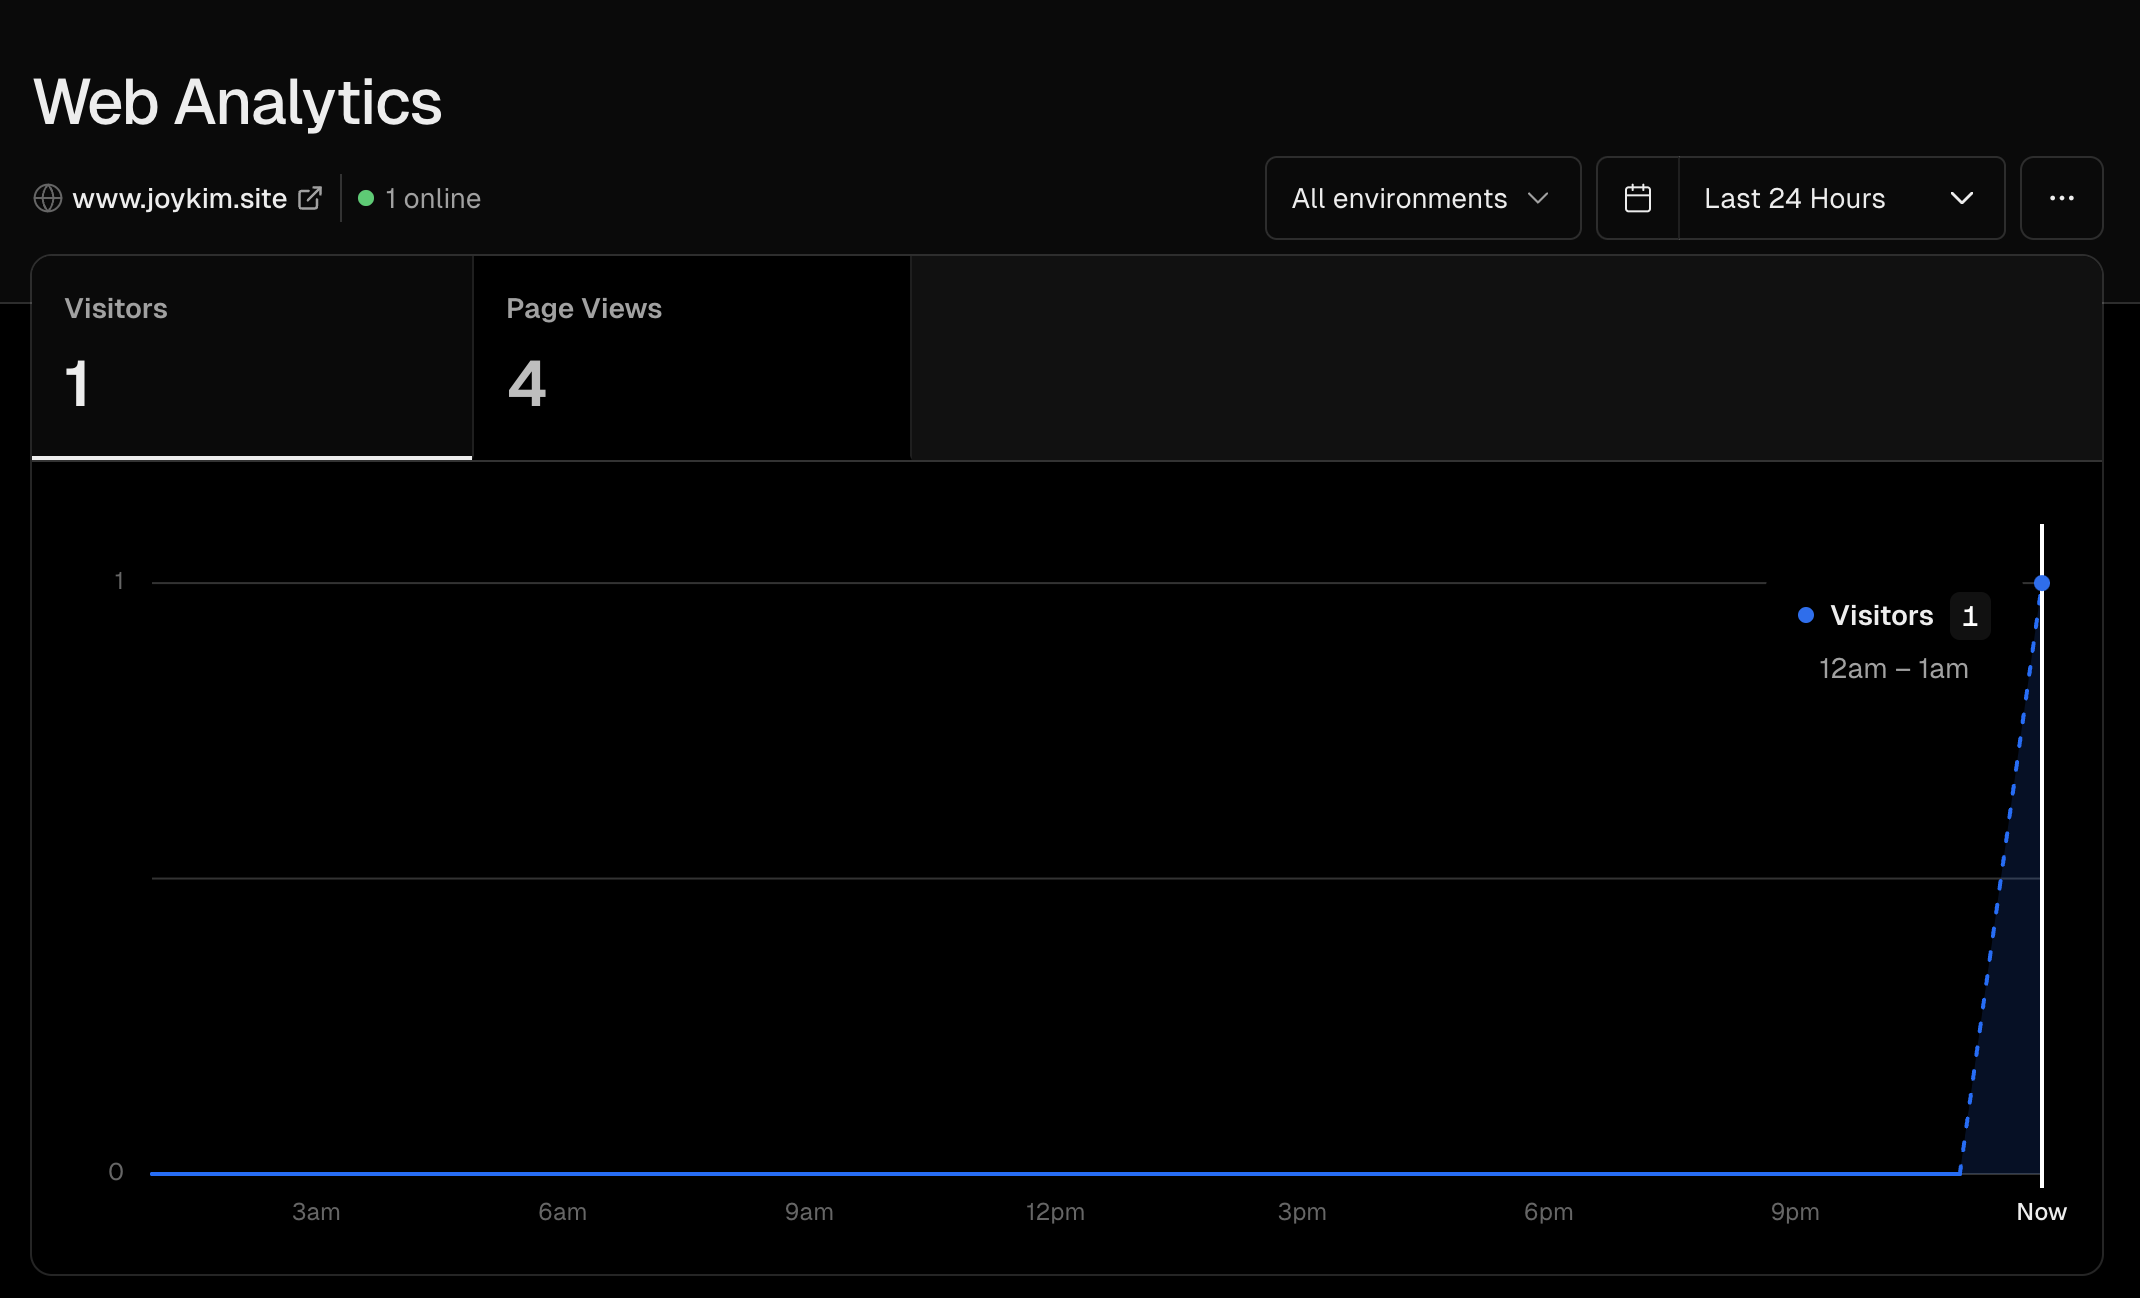 Web Analytics
www.joykim.site
1 online
All environments
Last 24 Hours
Visitors
1
Page Views
4
1
Visitors 1
12am – 1am
0
3am 6am 9am 12pm 3pm 6pm 9pm Now